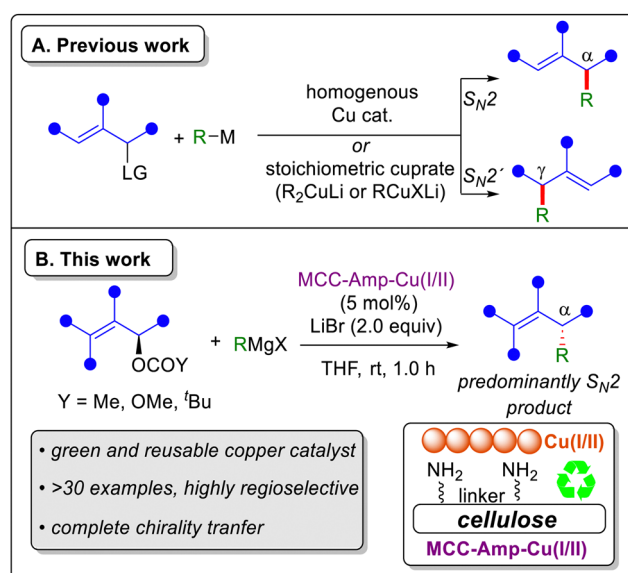 A. Previous work
LG
+ R–M
homogenous
Cu cat.
or
stoichiometric cuprate
(R2CuLi or RCuXLi)
SN2
SN2´
α
R
γ
R
B. This work
OCOY
Y = Me, OMe, tBu
+ RMgX
MCC-Amp-Cu(I/II)
(5 mol%)
LiBr (2.0 equiv)
THF, rt, 1.0 h
α
R
predominantly SN2
product
• green and reusable copper catalyst
• >30 examples, highly regioselective
• complete chirality tranfer
Cu(I/II)
NH2 NH2
linker
cellulose
MCC-Amp-Cu(I/II)